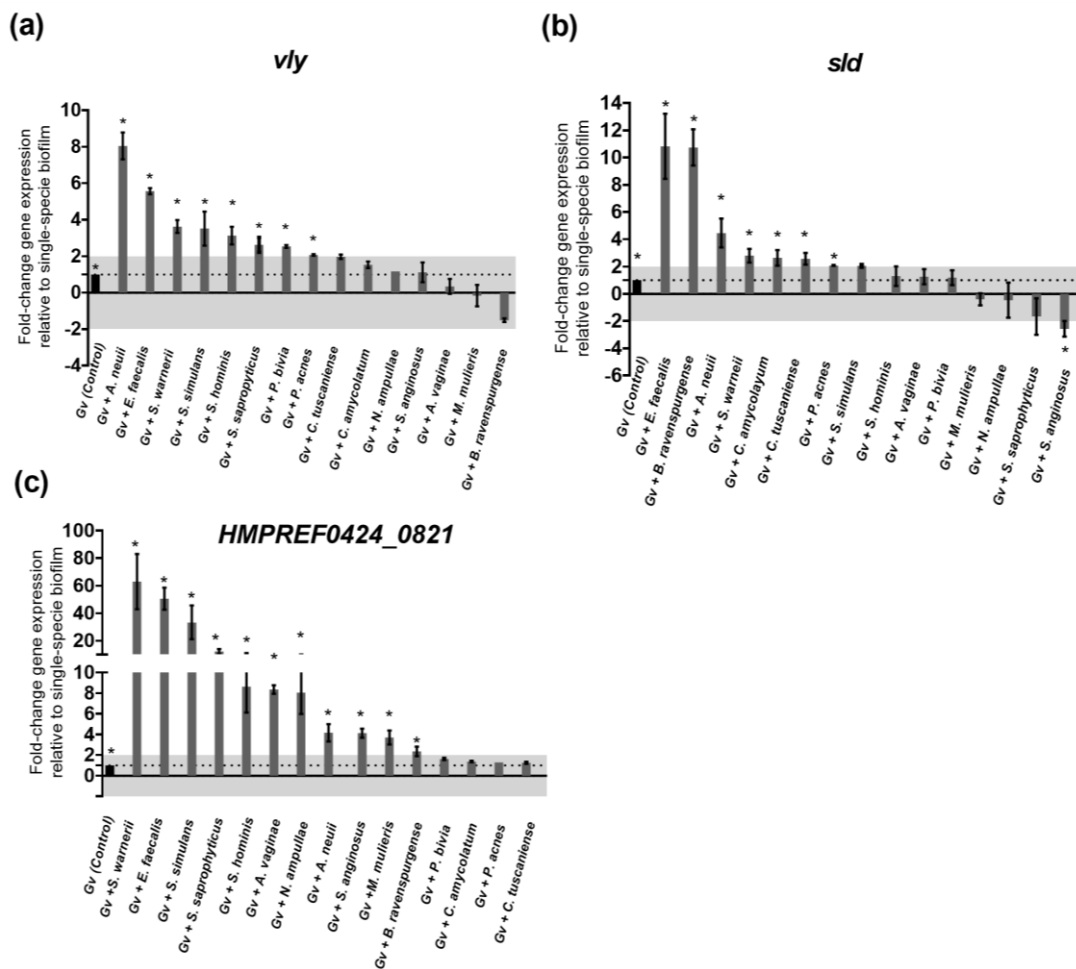 (a)
vly
Fold-change gene expression
relative to single-specie biofilm
10
8
6
4
2
0
-2
-4
*
*
*
*
*
*
*
*
*
Gv (Control)
Gv + A. neuii
Gv + E. faecalis
Gv + S. warnerii
Gv + S. simulans
Gv + S. hominis
Gv + S. saprophyticus
Gv + P. bivia
Gv + P. acnes
Gv + C. tuscaniense
Gv + C. amycolatum
Gv + N. ampullae
Gv + S. anginosus
Gv + A. vaginae
Gv + M. mulieris
Gv + B. ravenspurgense
(b)
sld
Fold-change gene expression
relative to single-specie biofilm
14
12
10
8
6
4
2
0
-2
-4
-6
*
*
*
*
*
*
*
*
*
Gv (Control)
Gv + E. faecalis
Gv + B. ravenspurgense
Gv + A. neuii
Gv + S. warneii
Gv + C. amycolayum
Gv + C. tuscaniense
Gv + P. acnes
Gv + S. simulans
Gv + S. hominis
Gv + A. vaginae
Gv + P. bivia
Gv + M. mulieris
Gv + N. ampullae
Gv + S. saprophyticus
Gv + S. anginosus
(c)
HMPREF0424_0821
Fold-change gene expression
relative to single-specie biofilm
100
80
60
40
20
10
8
6
4
2
0
*
*
*
*
*
*
*
*
*
*
*
*
Gv (Control)
Gv +S. warnerii
Gv + E. faecalis
Gv + S. simulans
Gv + S. saprophyticus
Gv + S. hominis
Gv + A. vaginae
Gv + N. ampullae
Gv + A. neuii
Gv + S. anginosus
Gv +M. mulieris
Gv + B. ravenspurgense
Gv + P. bivia
Gv + C. amycolatum
Gv + P. acnes
Gv + C. tuscaniense